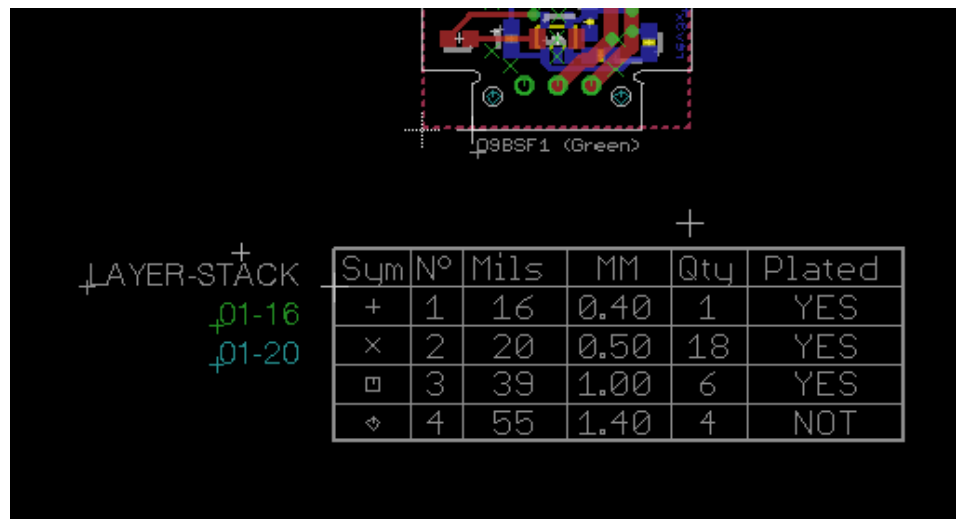 09BSF1 (Green)
LAYER-STACK
01-16
01-20
Sym Nº Mils MM Qty Plated
+ 1 16 0.40 1 YES
× 2 20 0.50 18 YES
3 39 1.00 6 YES
4 55 1.40 4 NOT